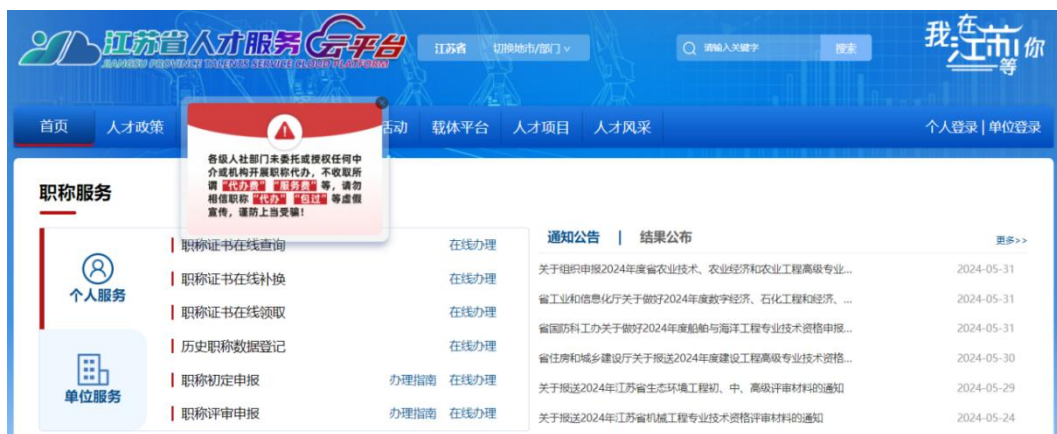 江苏省人才服务云平台
JIANGSU PROVINCE TALENTS SERVICE CLOUD PLATFORM
江苏省 切换地市/部门
请输入关键字 搜索
我在江苏等你
首页 人才政策 活动 载体平台 人才项目 人才风采 个人登录 | 单位登录
各级人社部门未委托或授权任何中
介或机构开展职称代办，不收取所
谓“代办费”“服务费”等，请勿
相信职称“代办”“包过”等虚假
宣传，谨防上当受骗！
职称服务
个人服务
单位服务
职称证书在线查询 在线办理
职称证书在线补换 在线办理
职称证书在线领取 在线办理
历史职称数据登记 在线办理
职称初定申报 办理指南 在线办理
职称评审申报 办理指南 在线办理
通知公告 | 结果公布 更多>>
关于组织申报2024年度省农业技术、农业经济和农业工程高级专业... 2024-05-31
省工业和信息化厅关于做好2024年度数字经济、石化工程和经济、... 2024-05-31
省国防科工办关于做好2024年度船舶与海洋工程专业技术资格申报... 2024-05-31
省住房和城乡建设厅关于报送2024年度建设工程高级专业技术资格... 2024-05-30
关于报送2024年江苏省生态环境工程初、中、高级评审材料的通知 2024-05-29
关于报送2024年江苏省机械工程专业技术资格评审材料的通知 2024-05-24